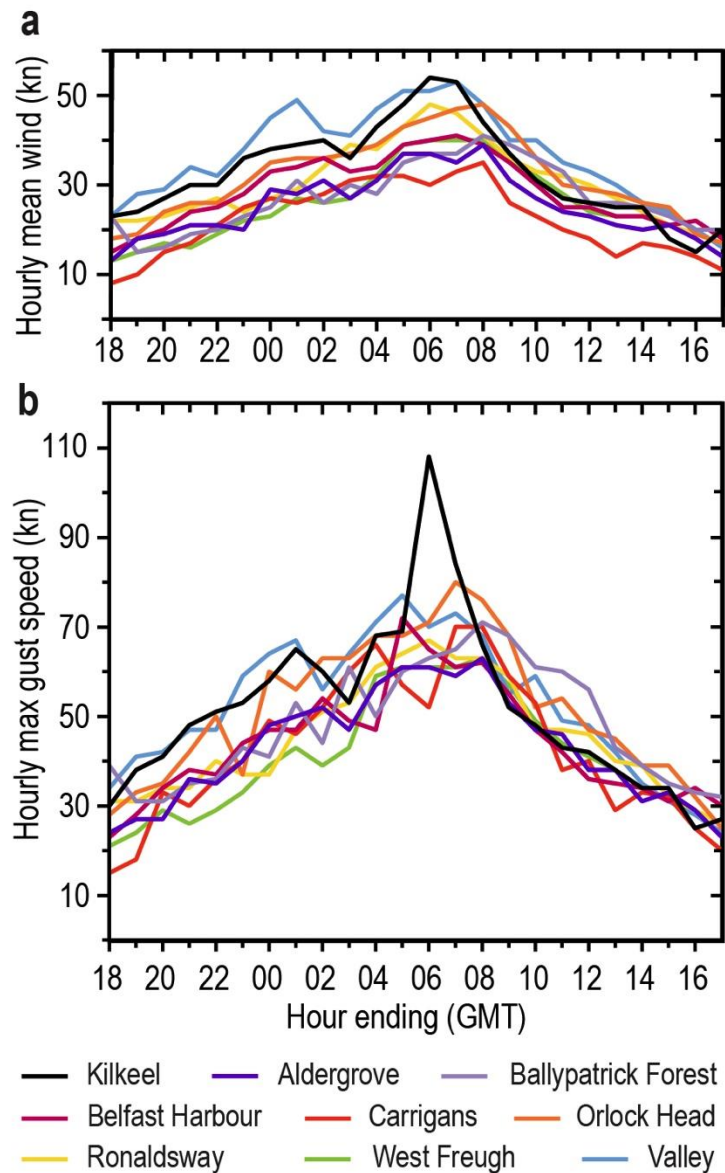 a
Hourly mean wind (kn)
50
30
10
18 20 22 00 02 04 06 08 10 12 14 16
b
Hourly max gust speed (kn)
110
90
70
50
30
10
18 20 22 00 02 04 06 08 10 12 14 16
Hour ending (GMT)
Kilkeel Aldergrove Ballypatrick Forest
Belfast Harbour Carrigans Orlock Head
Ronaldsway West Freugh Valley